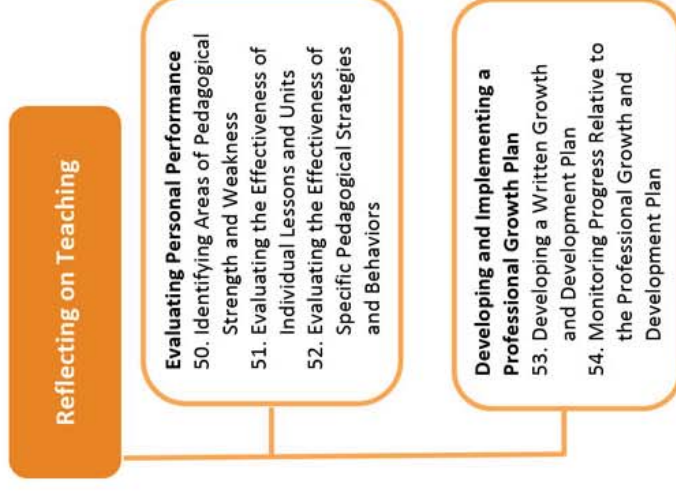 Reflecting on Teaching
Evaluating Personal Performance
50. Identifying Areas of Pedagogical
Strength and Weakness
51. Evaluating the Effectiveness of
Individual Lessons and Units
52. Evaluating the Effectiveness of
Specific Pedagogical Strategies
and Behaviors
Developing and Implementing a
Professional Growth Plan
53. Developing a Written Growth
and Development Plan
54. Monitoring Progress Relative to
the Professional Growth and
Development Plan